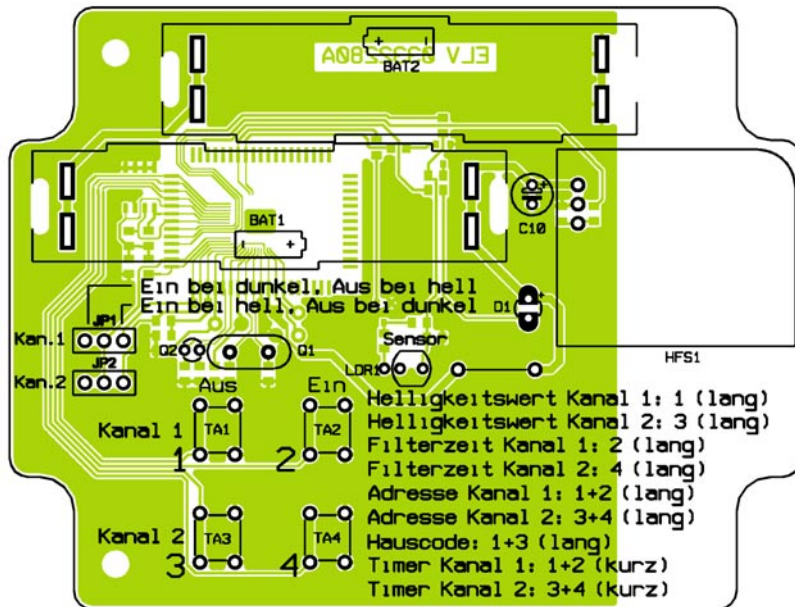 ELV 0332280A
BAT2
BAT1
C10
Ein bei dunkel, Aus bei hell
Ein bei hell, Aus bei dunkel
D1
JP1
Kan.1
Q2
Q1
Sensor
HFS1
JP2
Kan.2
LDR1
Aus Ein
Kanal 1 TA1 TA2
1 2
Kanal 2 TA3 TA4
3 4
Helligkeitswert Kanal 1: 1 (lang)
Helligkeitswert Kanal 2: 3 (lang)
Filterzeit Kanal 1: 2 (lang)
Filterzeit Kanal 2: 4 (lang)
Adresse Kanal 1: 1+2 (lang)
Adresse Kanal 2: 3+4 (lang)
Hauscode: 1+3 (lang)
Timer Kanal 1: 1+2 (kurz)
Timer Kanal 2: 3+4 (kurz)